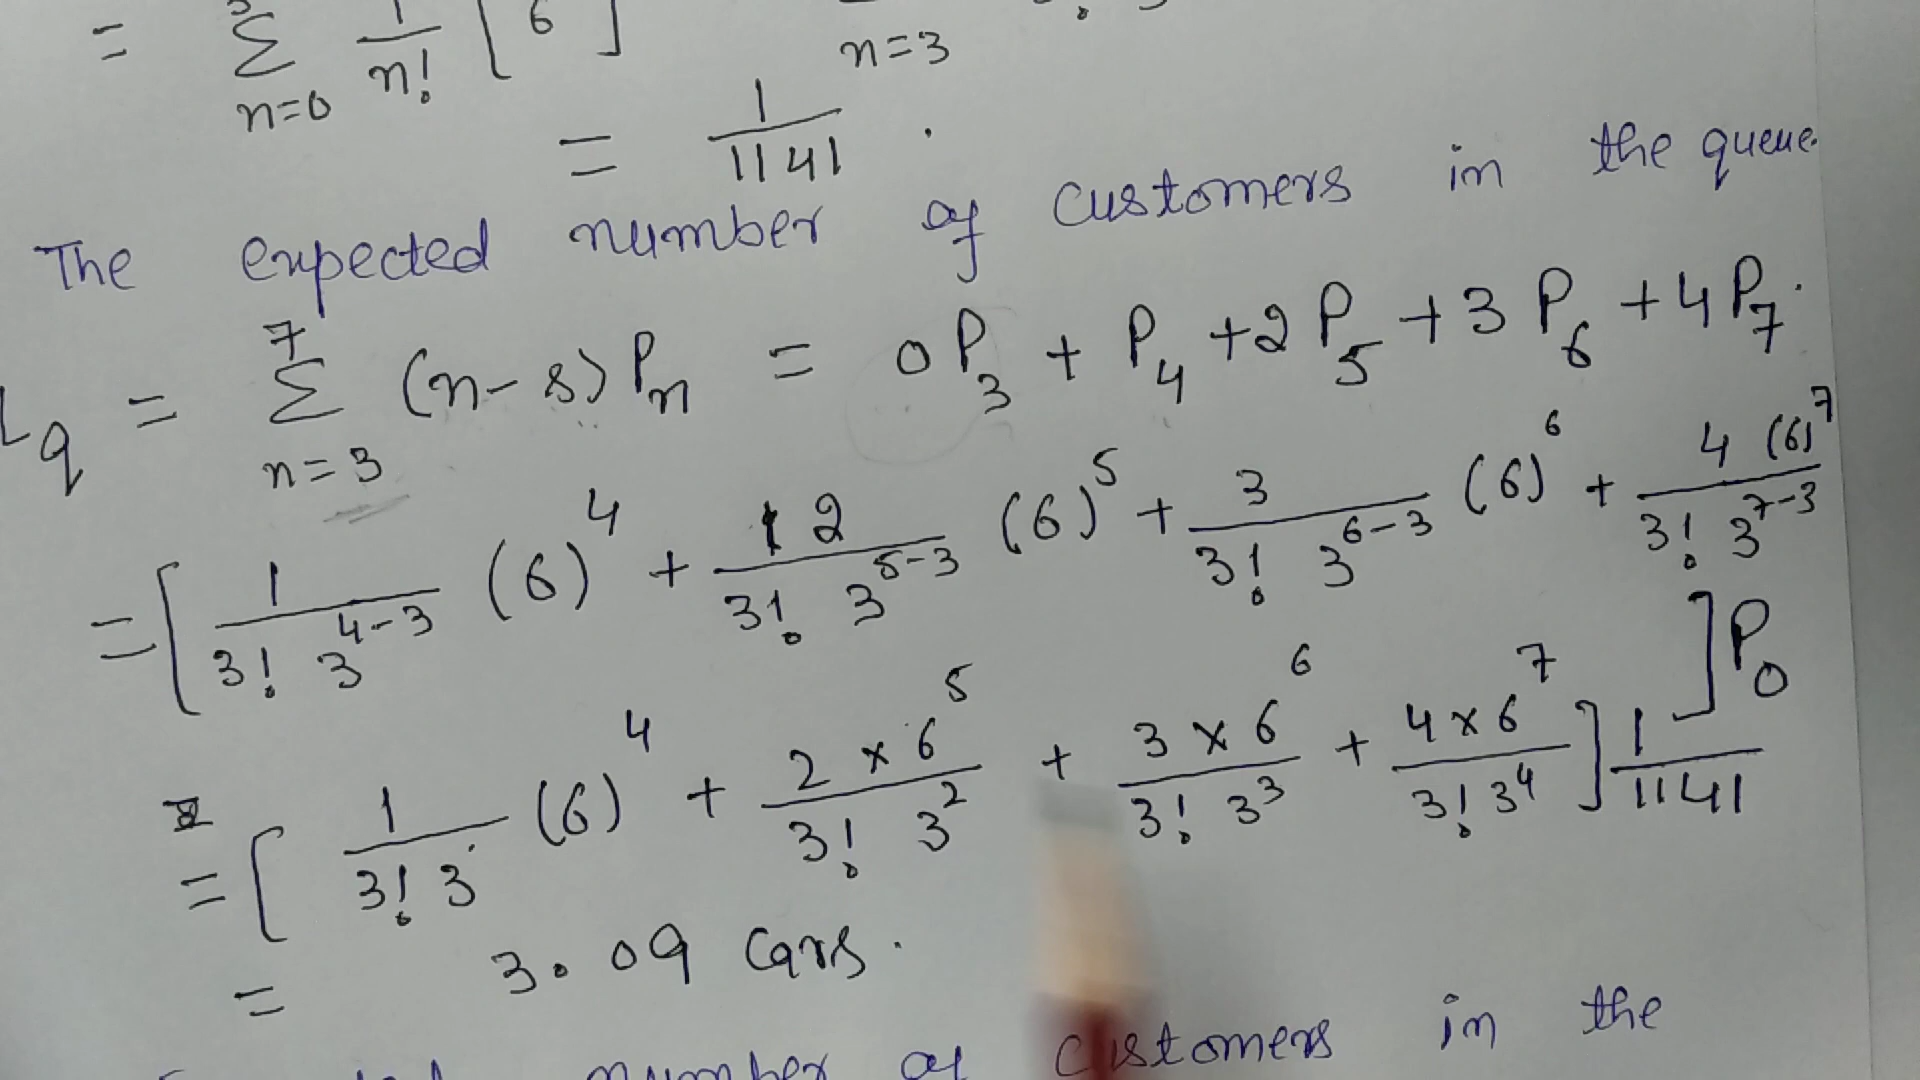 = Σ n=0 1/n! [ 6 ] n=3
= 1/1141 .
The expected number of customers in the queue.
Lq = Σ_{n=3}^{7} (n-s) Pn = 0P3 + P4 + 2P5 + 3P6 + 4P7.
= [ 1/(3! 3^{4-3}) (6)^4 + 2/(3! 3^{5-3}) (6)^5 + 3/(3! 3^{6-3}) (6)^6 + 4 (6)^7/(3! 3^{7-3}) ] P0
= [ 1/(3! 3) (6)^4 + 2×6^5/(3! 3^2) + 3×6^6/(3! 3^3) + 4×6^7/(3! 3^4) ] 1/1141
= 3.09 Cars.
number of customers in the